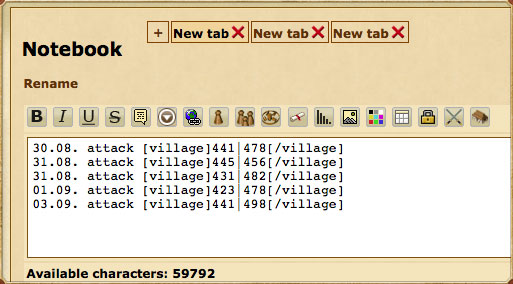 + New tab New tab New tab
Notebook
Rename
B I U S
30.08. attack [village]441|478[/village]
31.08. attack [village]445|456[/village]
31.08. attack [village]431|482[/village]
01.09. attack [village]423|478[/village]
03.09. attack [village]441|498[/village]
Available characters: 59792